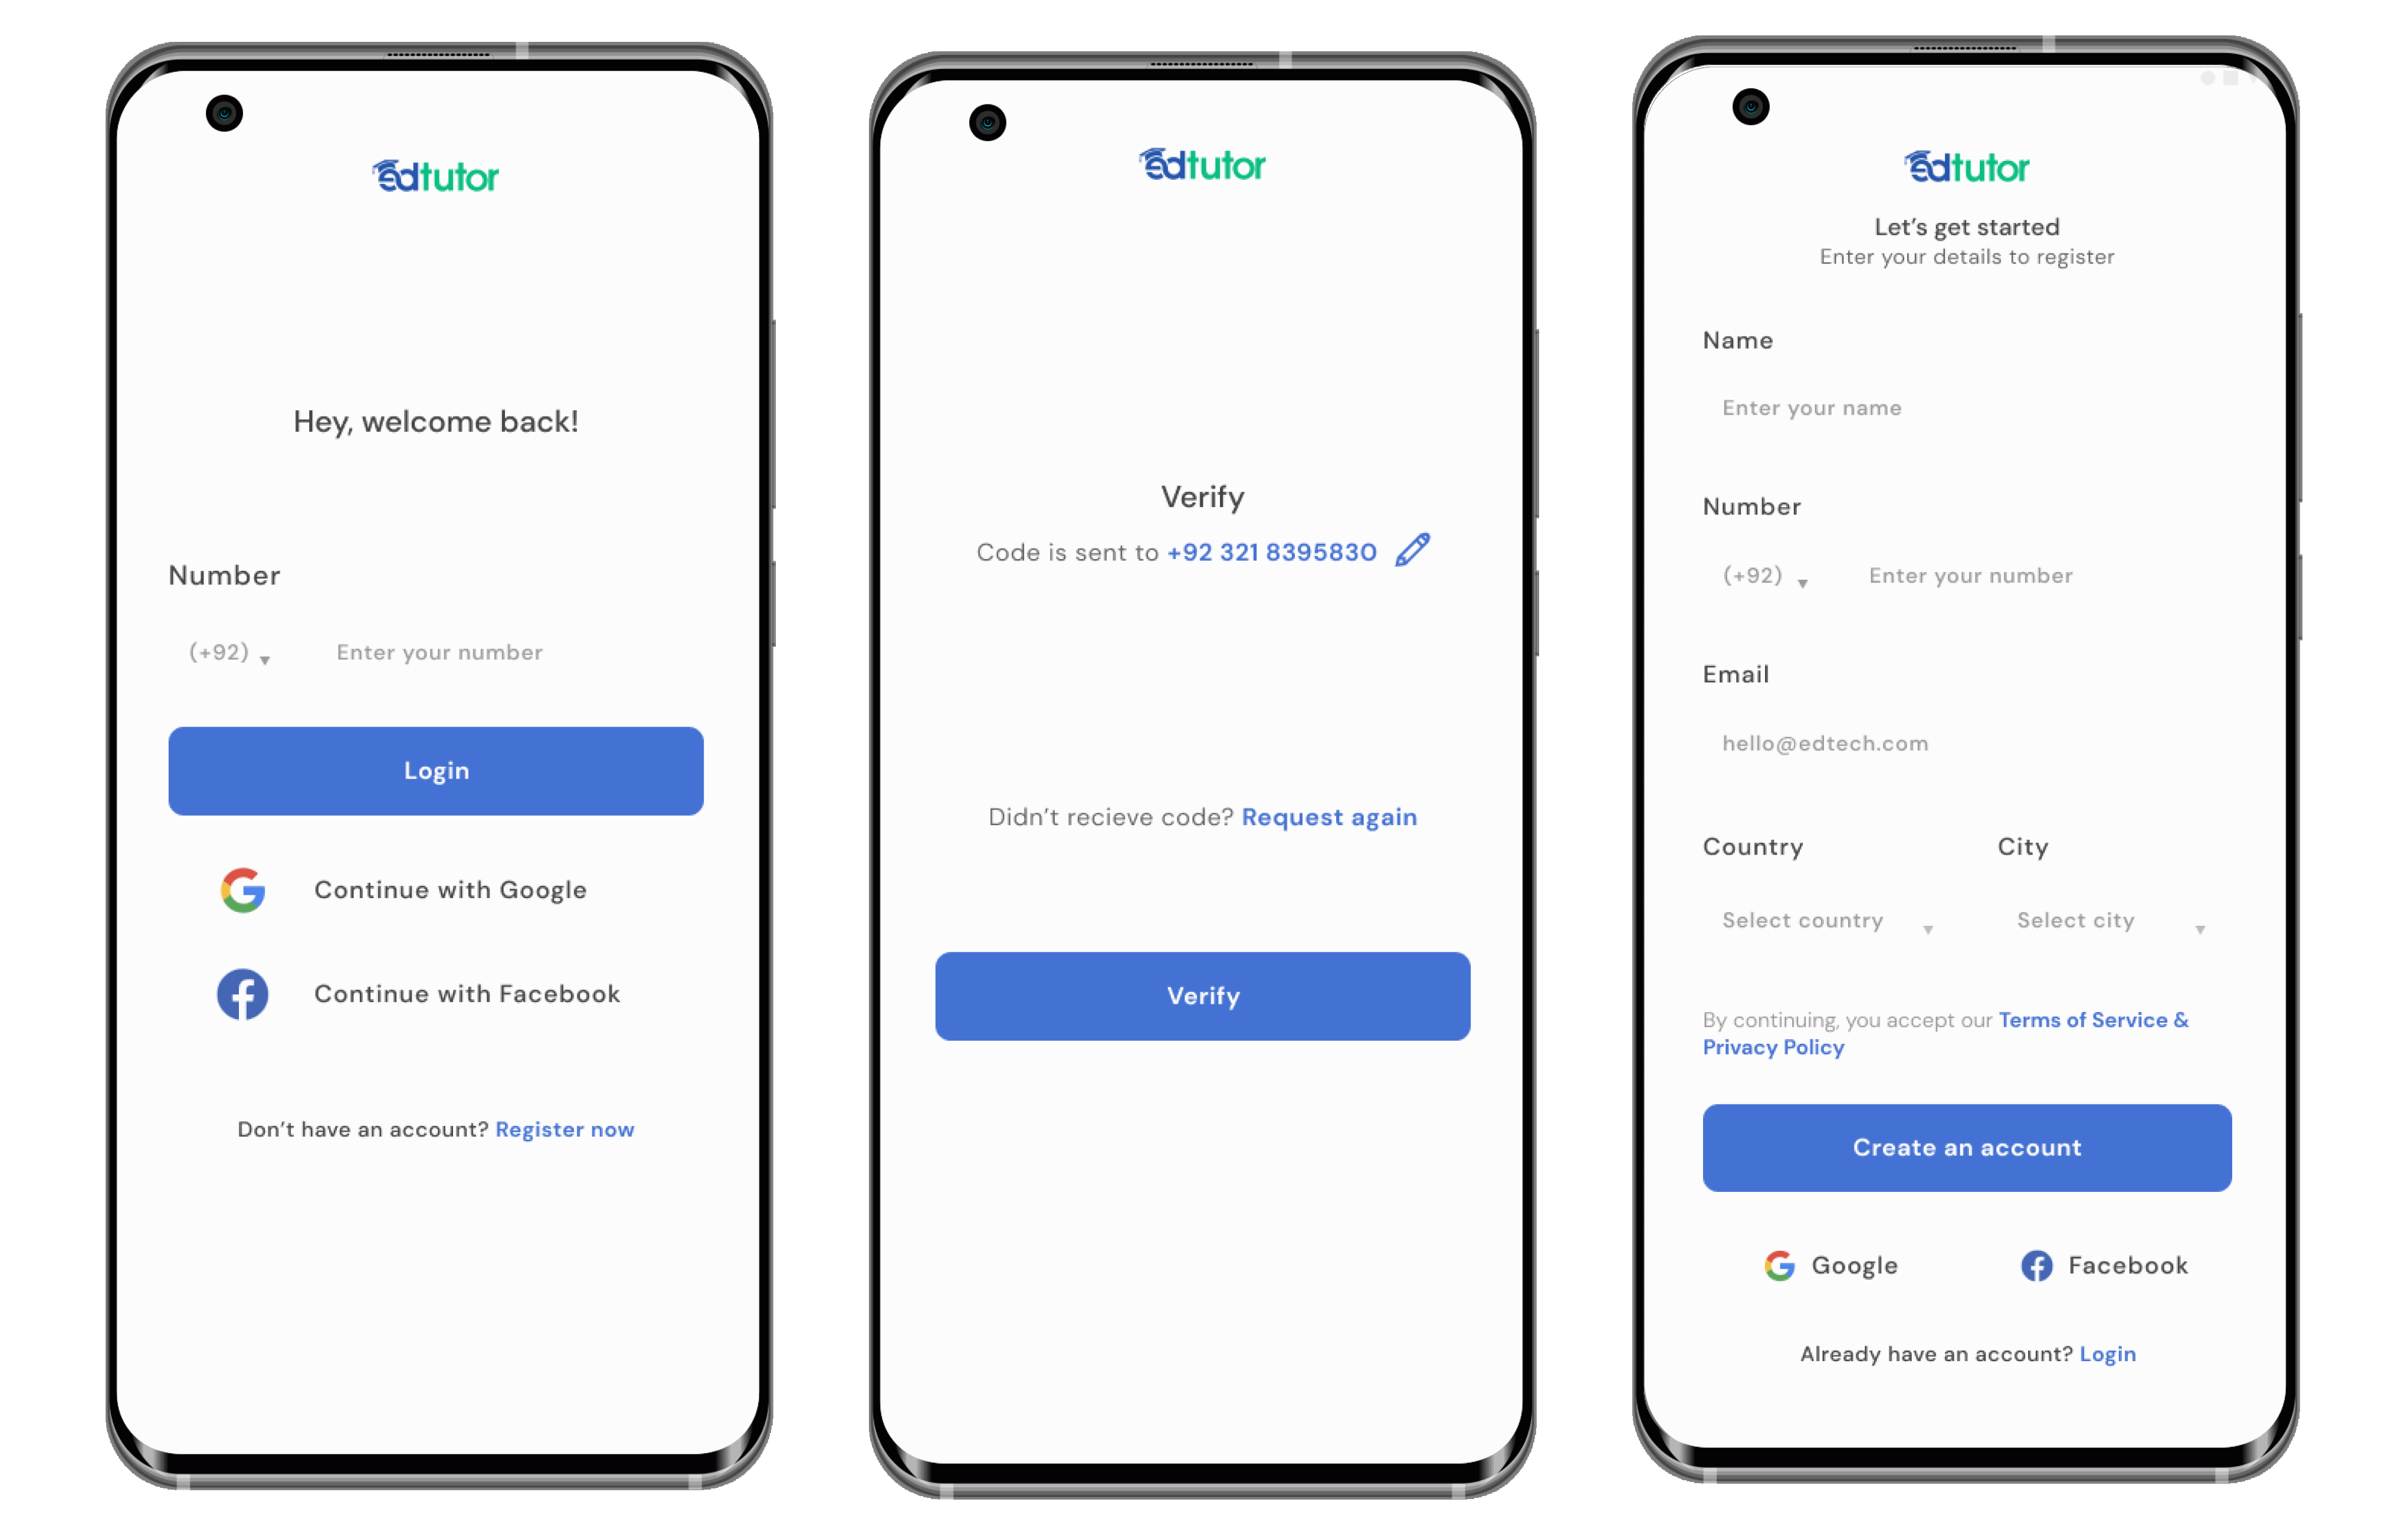 edtutor
Hey, welcome back!
Number
(+92) ▼ Enter your number
Login
Continue with Google
Continue with Facebook
Don't have an account? Register now
edtutor
Verify
Code is sent to +92 321 8395830
Didn't recieve code? Request again
Verify
edtutor
Let's get started
Enter your details to register
Name
Enter your name
Number
(+92) ▼ Enter your number
Email
hello@edtech.com
Country City
Select country ▼ Select city ▼
By continuing, you accept our Terms of Service &
Privacy Policy
Create an account
Google Facebook
Already have an account? Login